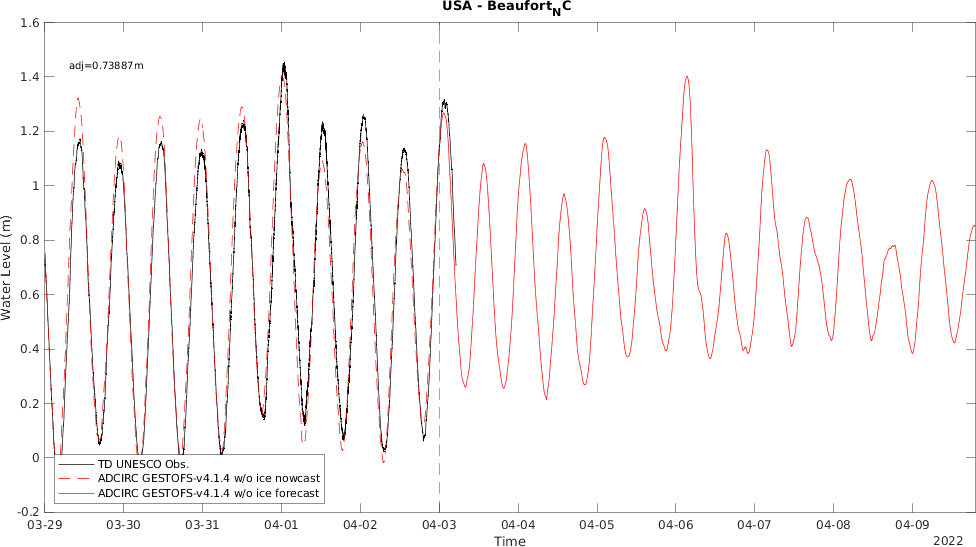 USA - BeaufortNC
adj=0.73887m
1.6
1.4
1.2
1
0.8
0.6
0.4
0.2
0
-0.2
Water Level (m)
TD UNESCO Obs.
ADCIRC GESTOFS-v4.1.4 w/o ice nowcast
ADCIRC GESTOFS-v4.1.4 w/o ice forecast
03-29 03-30 03-31 04-01 04-02 04-03 04-04 04-05 04-06 04-07 04-08 04-09
Time
2022